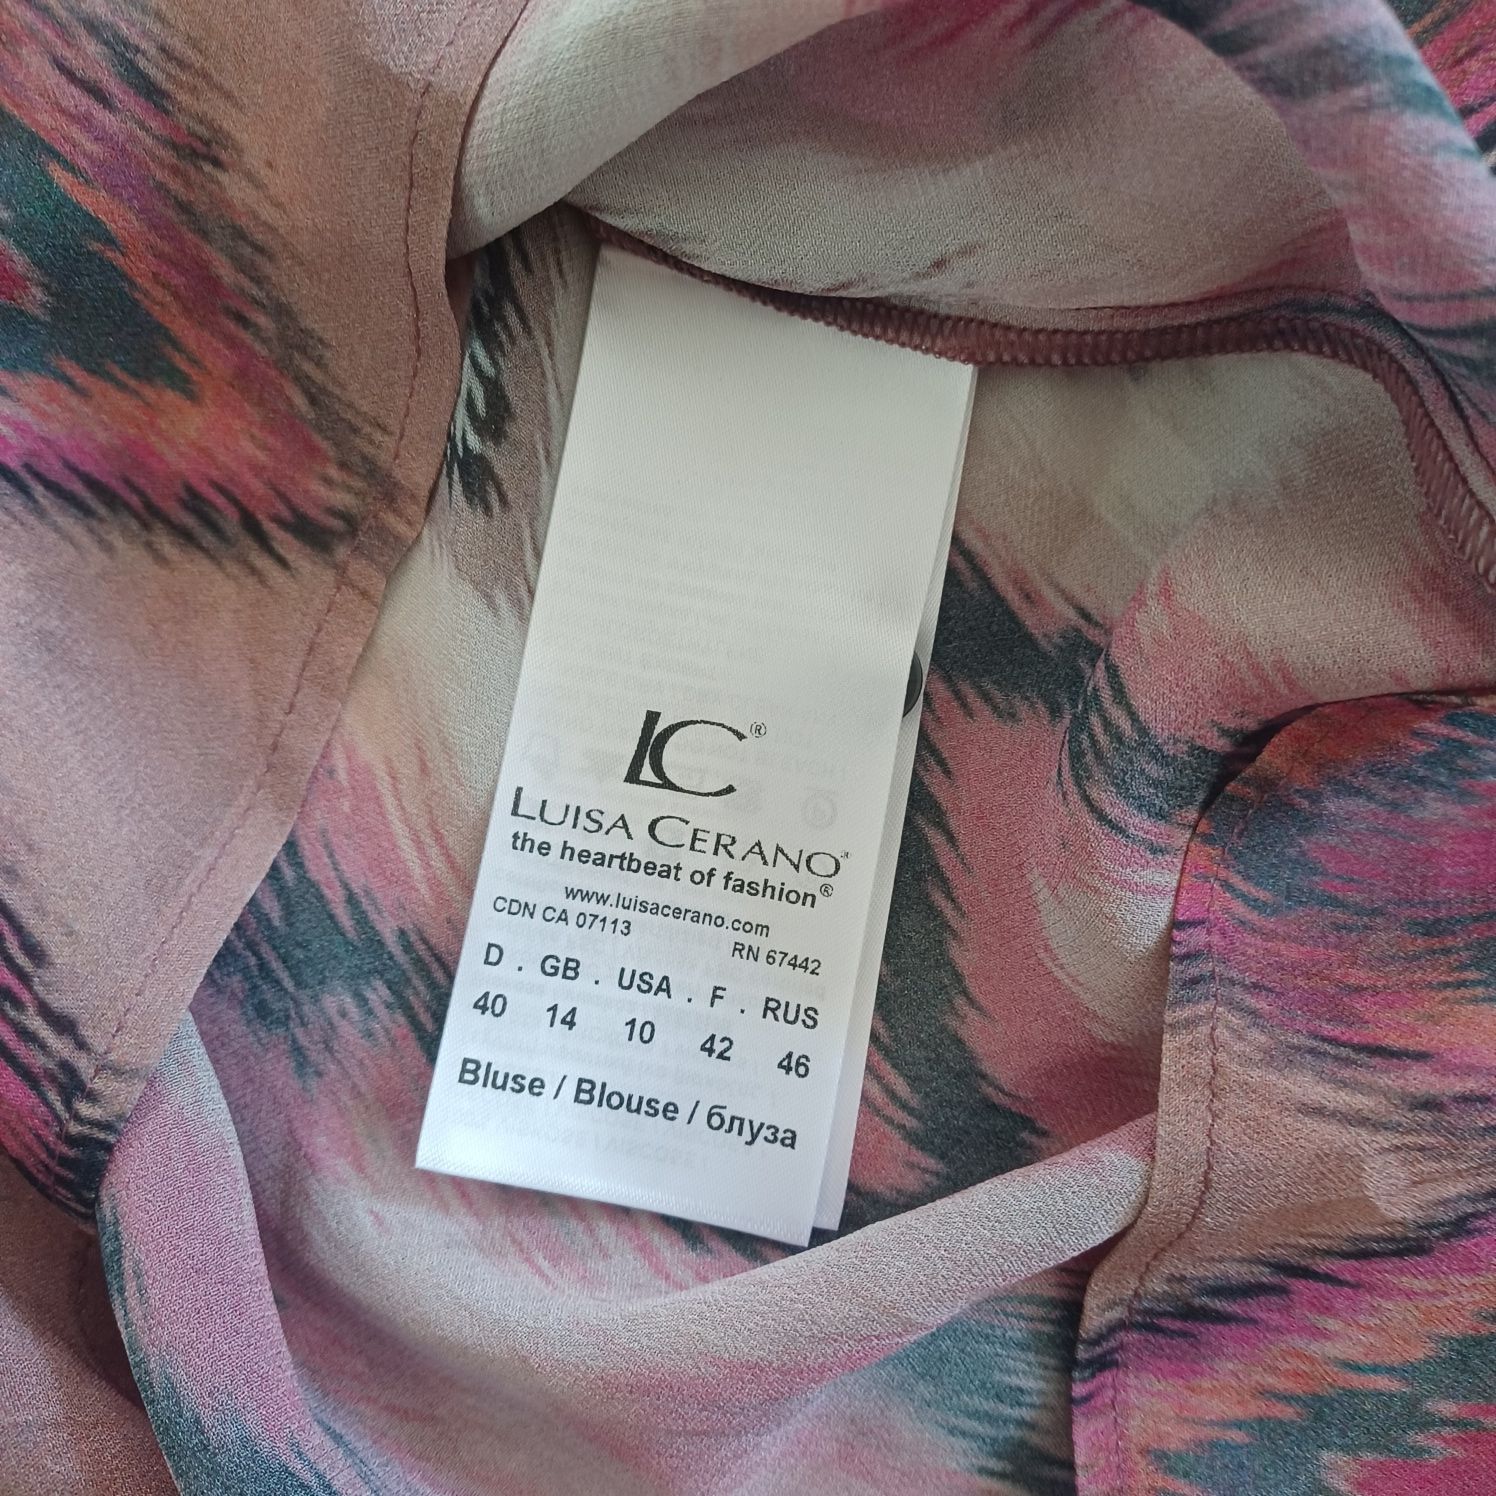 LC®
LUISA CERANO®
the heartbeat of fashion®
www.luisacerano.com
CDN CA 07113 RN 67442
D . GB . USA . F . RUS
40 14 10 42 46
Bluse / Blouse / блуза